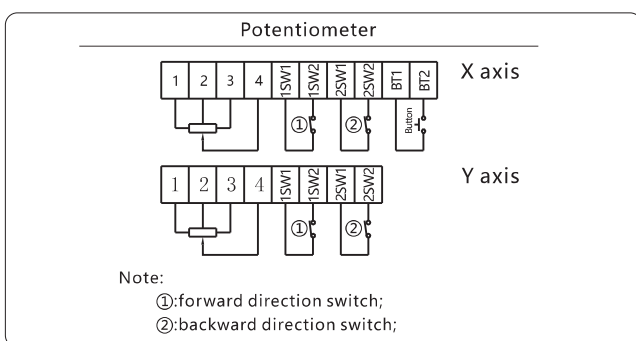 Potentiometer
1 2 3 4 1SW1 1SW2 2SW1 2SW2 BT1 BT2 X axis
① ② Button
1 2 3 4 1SW1 1SW2 2SW1 2SW2 Y axis
① ②
Note:
①:forward direction switch;
②:backward direction switch;